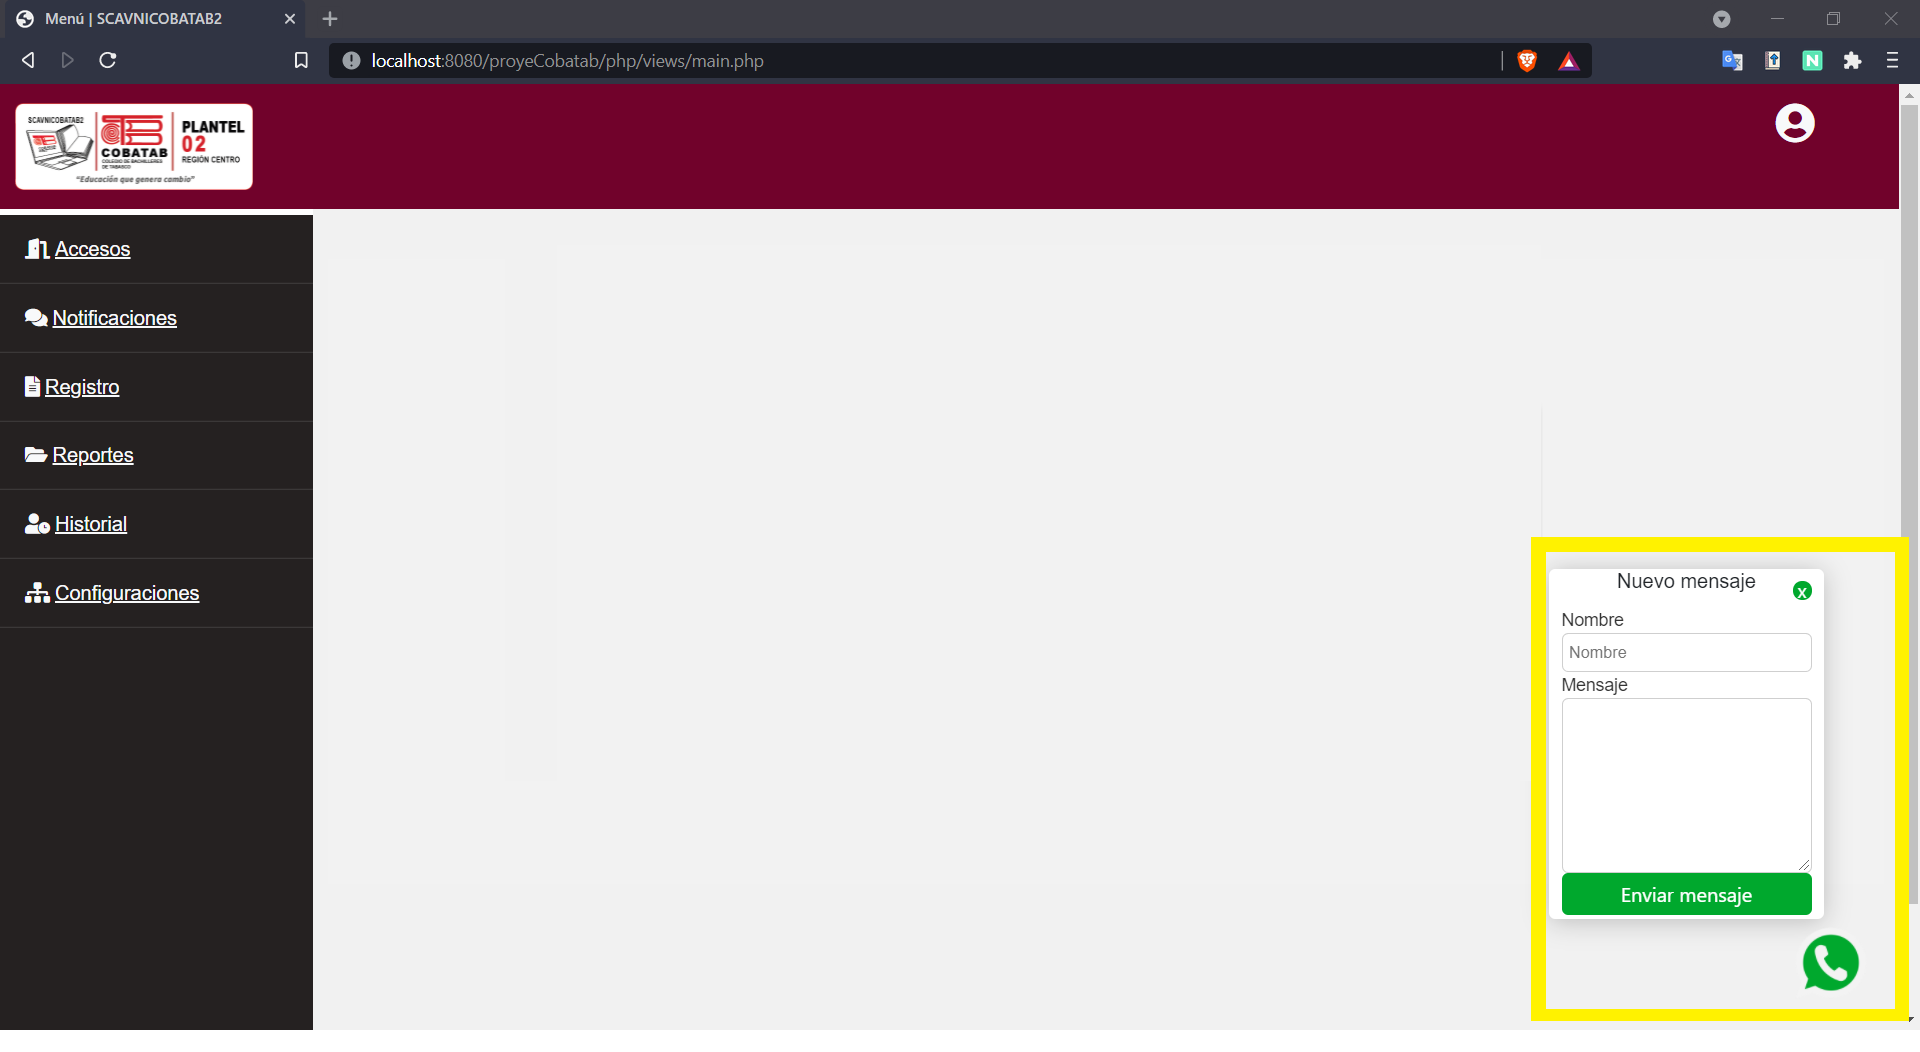 Menú | SCAVNICOBATAB2
localhost:8080/proyeCobatab/php/views/main.php
SCAVNICOBATAB2
COBATAB
COLEGIO DE BACHILLERES
DE TABASCO
PLANTEL
02
REGIÓN CENTRO
"Educación que genera cambio"
Accesos
Notificaciones
Registro
Reportes
Historial
Configuraciones
Nuevo mensaje
x
Nombre
Nombre
Mensaje
Enviar mensaje